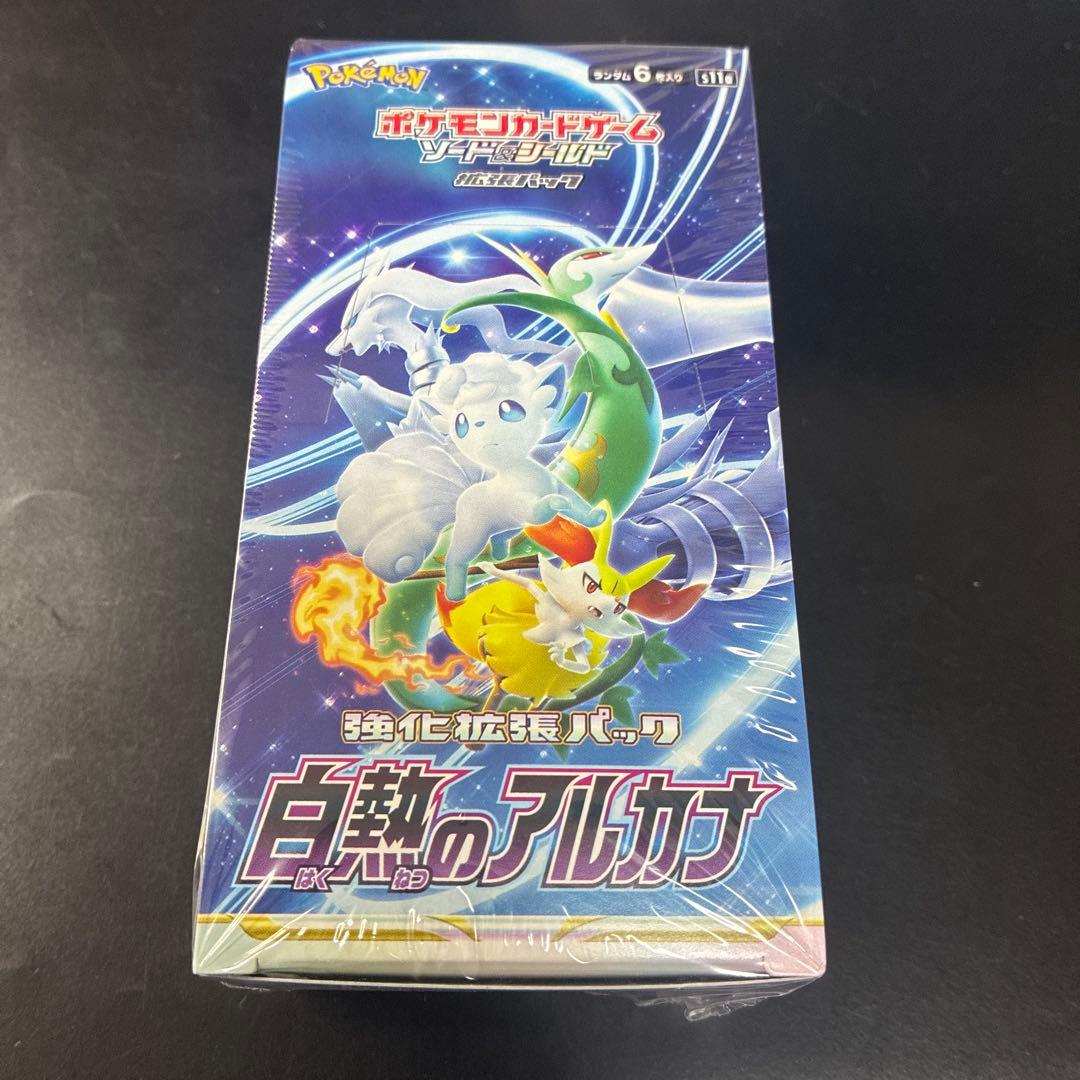 Pokémon
ランダム6枚入り s11a
ポケモンカードゲーム
ソード&シールド
拡張パック
強化拡張パック
白熱のアルカナ
はく ねつ